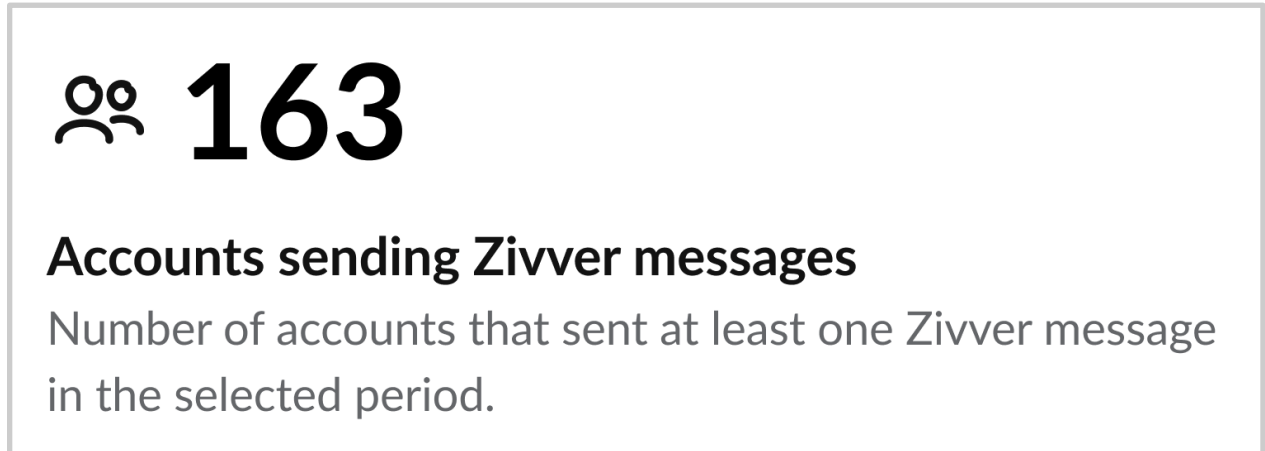 163
Accounts sending Zivver messages
Number of accounts that sent at least one Zivver message
in the selected period.